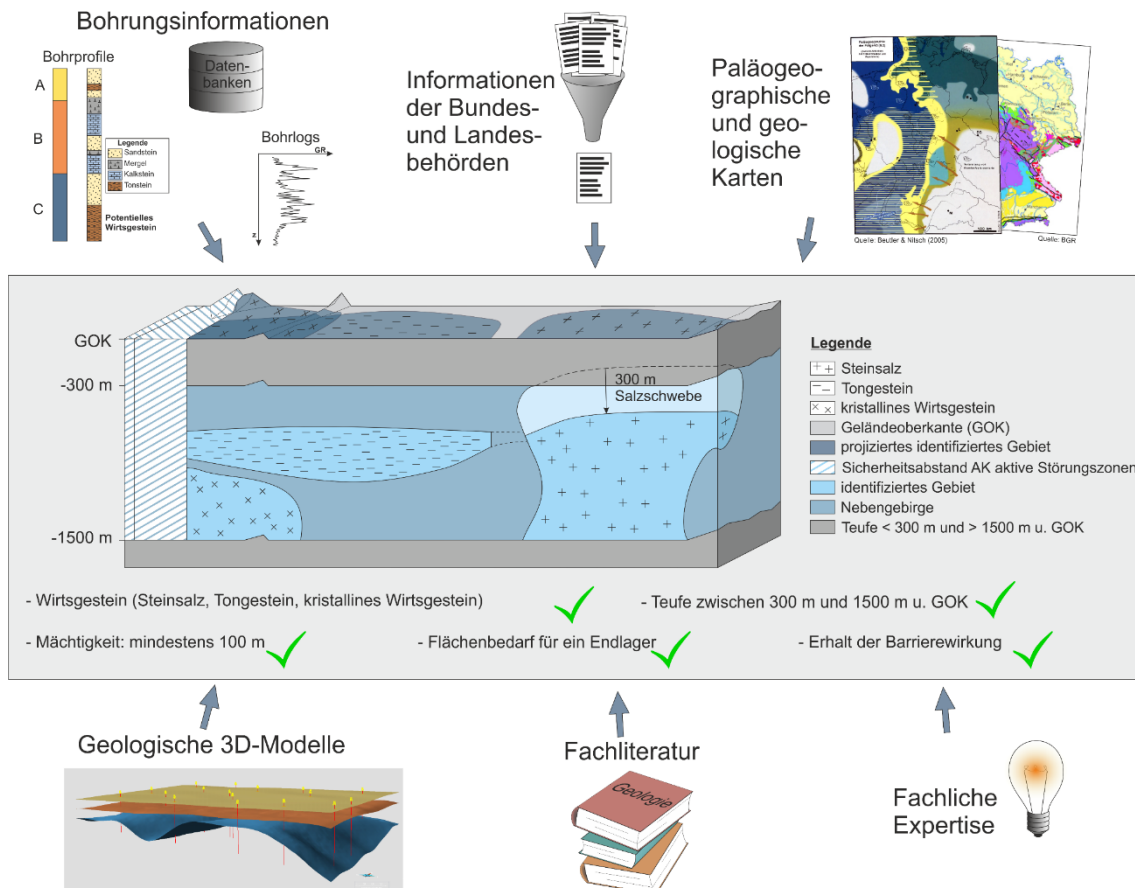 Bohrungsinformationen
Bohrprofile
A
B
C
Legende
Sandstein
Mergel
Kalkstein
Tonstein
Potentielles
Wirtsgestein
Daten-
banken
Bohrlogs
GR
z
Informationen
der Bundes-
und Landes-
behörden
Paläogeo-
graphische
und geo-
logische
Karten
Quelle: Beutler & Nitsch (2005)
Quelle: BGR
GOK
-300 m
-1500 m
300 m
Salzschwebe
Legende
Steinsalz
Tongestein
kristallines Wirtsgestein
Geländeoberkante (GOK)
projiziertes identifiziertes Gebiet
Sicherheitsabstand AK aktive Störungszonen
identifiziertes Gebiet
Nebengebirge
Teufe < 300 m und > 1500 m u. GOK
- Wirtsgestein (Steinsalz, Tongestein, kristallines Wirtsgestein)
- Teufe zwischen 300 m und 1500 m u. GOK
- Mächtigkeit: mindestens 100 m
- Flächenbedarf für ein Endlager
- Erhalt der Barrierewirkung
Geologische 3D-Modelle
Fachliteratur
Geologie
Fachliche
Expertise